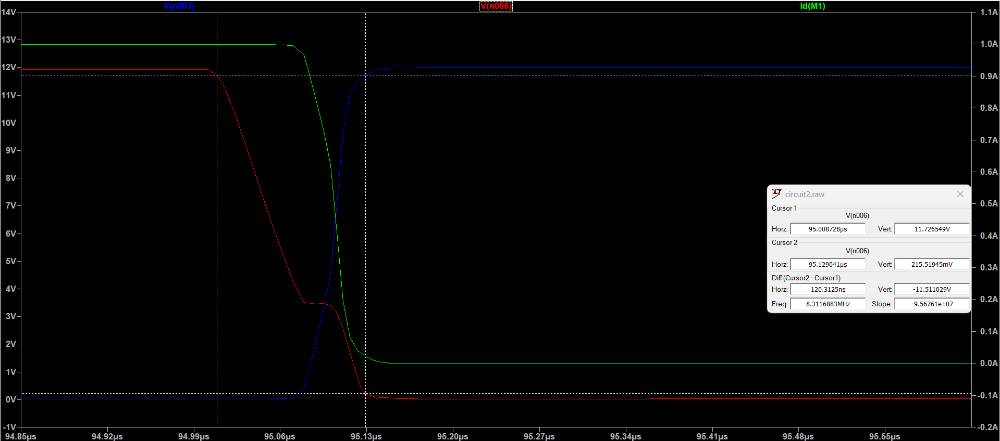 V(n003) V(n006) Id(M1)
14V 1.1A
13V 1.0A
12V 0.9A
11V 0.8A
10V 0.7A
9V 0.6A
8V 0.5A
7V 0.4A
6V 0.3A
5V 0.2A
4V 0.1A
3V 0.0A
2V -0.1A
1V -0.2A
0V
-1V
94.85µs 94.92µs 94.99µs 95.06µs 95.13µs 95.20µs 95.27µs 95.34µs 95.41µs 95.48µs 95.55µs
circuit2.raw
Cursor 1
V(n006)
Horz: 95.008728µs Vert: 11.726549V
Cursor 2
V(n006)
Horz: 95.129041µs Vert: 215.51945mV
Diff (Cursor2 - Cursor1)
Horz: 120.3125ns Vert: -11.511029V
Freq: 8.3116883MHz Slope: -9.56761e+07